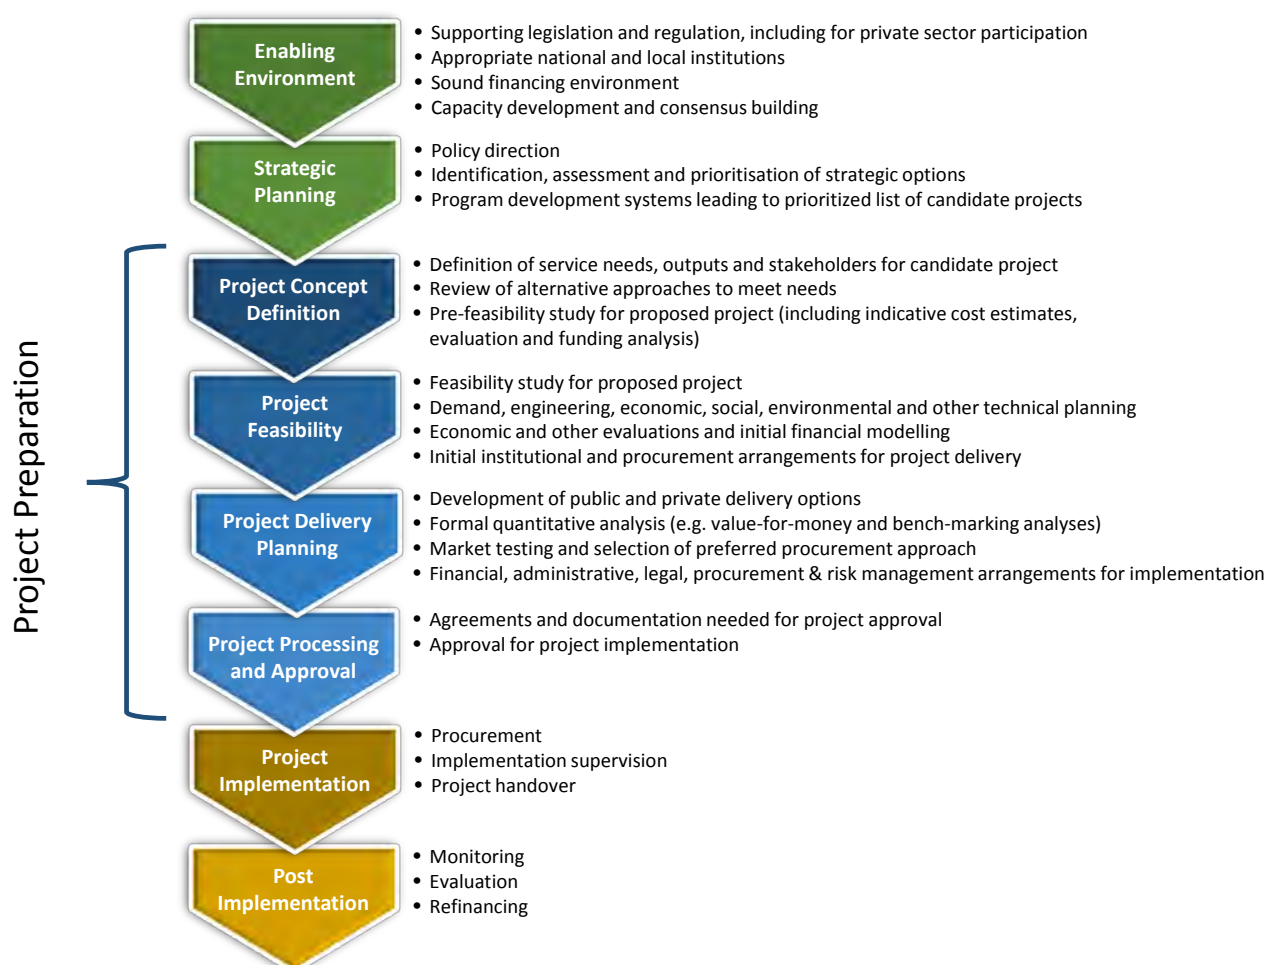 Enabling
Environment
• Supporting legislation and regulation, including for private sector participation
• Appropriate national and local institutions
• Sound financing environment
• Capacity development and consensus building
Strategic
Planning
• Policy direction
• Identification, assessment and prioritisation of strategic options
• Program development systems leading to prioritized list of candidate projects
Project Preparation
Project Concept
Definition
• Definition of service needs, outputs and stakeholders for candidate project
• Review of alternative approaches to meet needs
• Pre-feasibility study for proposed project (including indicative cost estimates,
evaluation and funding analysis)
Project
Feasibility
• Feasibility study for proposed project
• Demand, engineering, economic, social, environmental and other technical planning
• Economic and other evaluations and initial financial modelling
• Initial institutional and procurement arrangements for project delivery
Project Delivery
Planning
• Development of public and private delivery options
• Formal quantitative analysis (e.g. value-for-money and bench-marking analyses)
• Market testing and selection of preferred procurement approach
• Financial, administrative, legal, procurement & risk management arrangements for implementation
Project Processing
and Approval
• Agreements and documentation needed for project approval
• Approval for project implementation
Project
Implementation
• Procurement
• Implementation supervision
• Project handover
Post
Implementation
• Monitoring
• Evaluation
• Refinancing